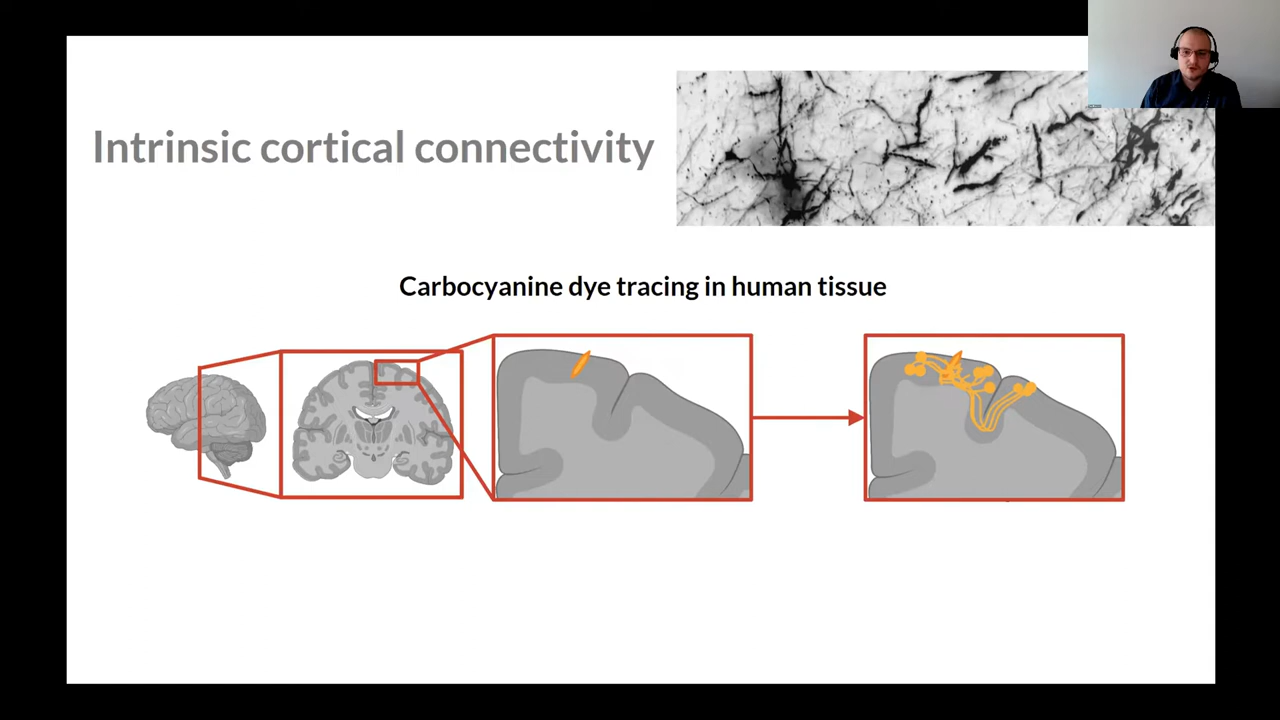 Intrinsic cortical connectivity
Carbocyanine dye tracing in human tissue